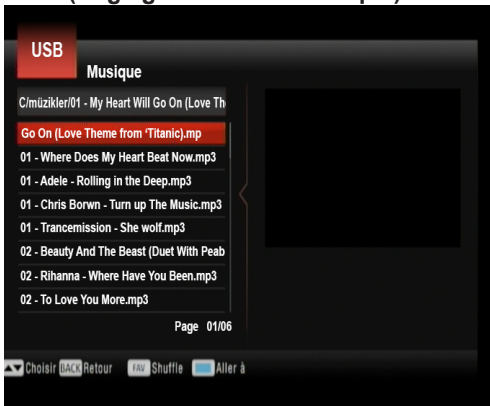 USB
Musique
C/müzikler/01 - My Heart Will Go On (Love Th
Go On (Love Theme from ‘Titanic).mp
01 - Where Does My Heart Beat Now.mp3
01 - Adele - Rolling in the Deep.mp3
01 - Chris Borwn - Turn up The Music.mp3
01 - Trancemission - She wolf.mp3
02 - Beauty And The Beast (Duet With Peab
02 - Rihanna - Where Have You Been.mp3
02 - To Love You More.mp3
Page 01/06
Choisir BACK Retour FAV Shuffle Aller à